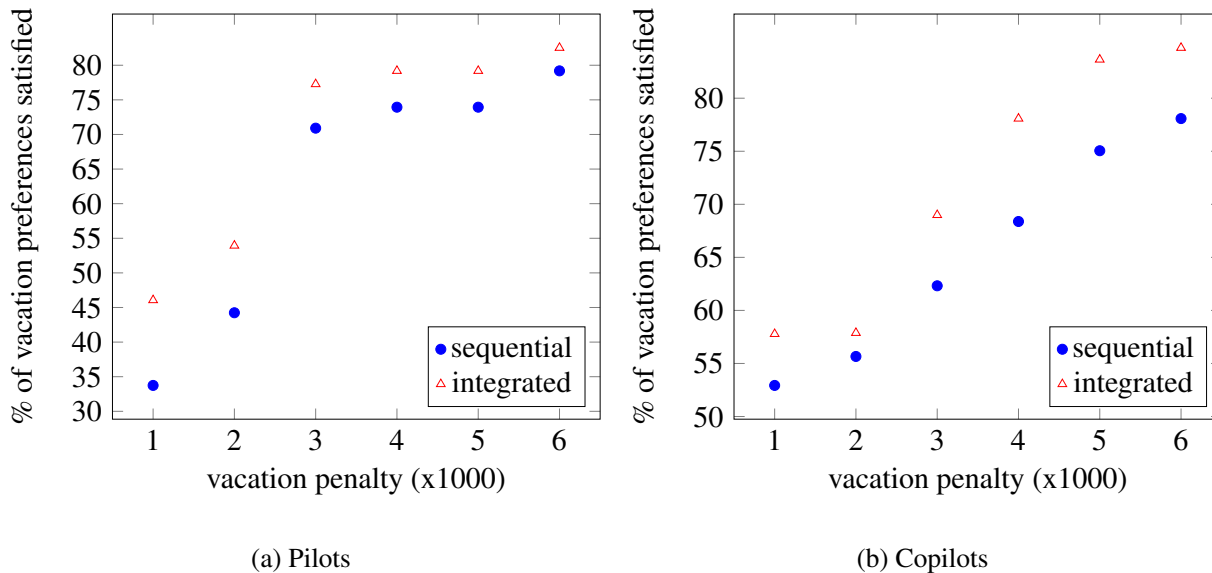 % of vacation preferences satisfied
80
75
70
65
60
55
50
45
40
35
30
1 2 3 4 5 6
vacation penalty (x1000)
sequential
integrated
(a) Pilots
% of vacation preferences satisfied
80
75
70
65
60
55
50
1 2 3 4 5 6
vacation penalty (x1000)
sequential
integrated
(b) Copilots